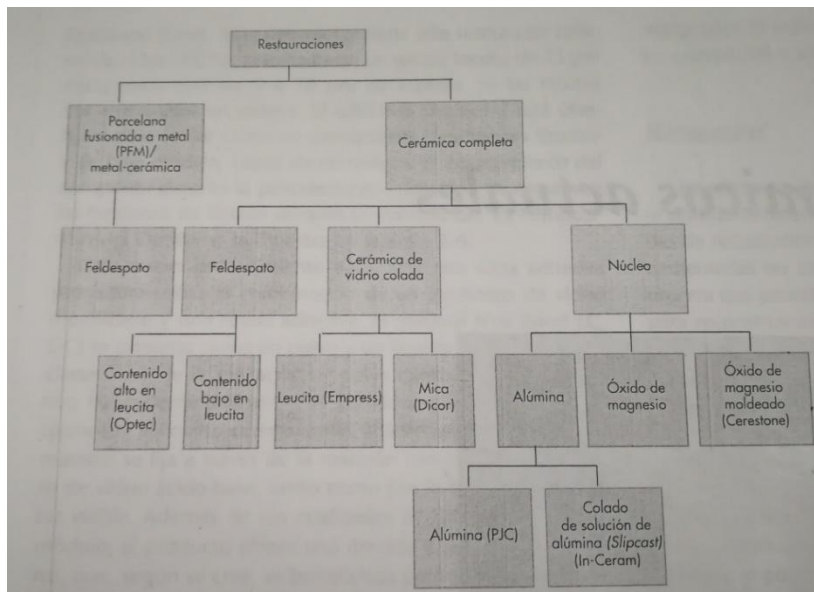 Restauraciones
Porcelana
fusionada a metal
(PFM)/
metal-cerámica
Cerámica completa
Feldespato
Feldespato
Cerámica de
vidrio colada
Núcleo
Contenido
alto en
leucita
(Optec)
Contenido
bajo en
leucita
Leucita (Empress)
Mica
(Dicor)
Alúmina
Óxido de
magnesio
Óxido de
magnesio
moldeado
(Cerestone)
Alúmina (PJC)
Colado
de solución de
alúmina (Slipcast)
(In-Ceram)